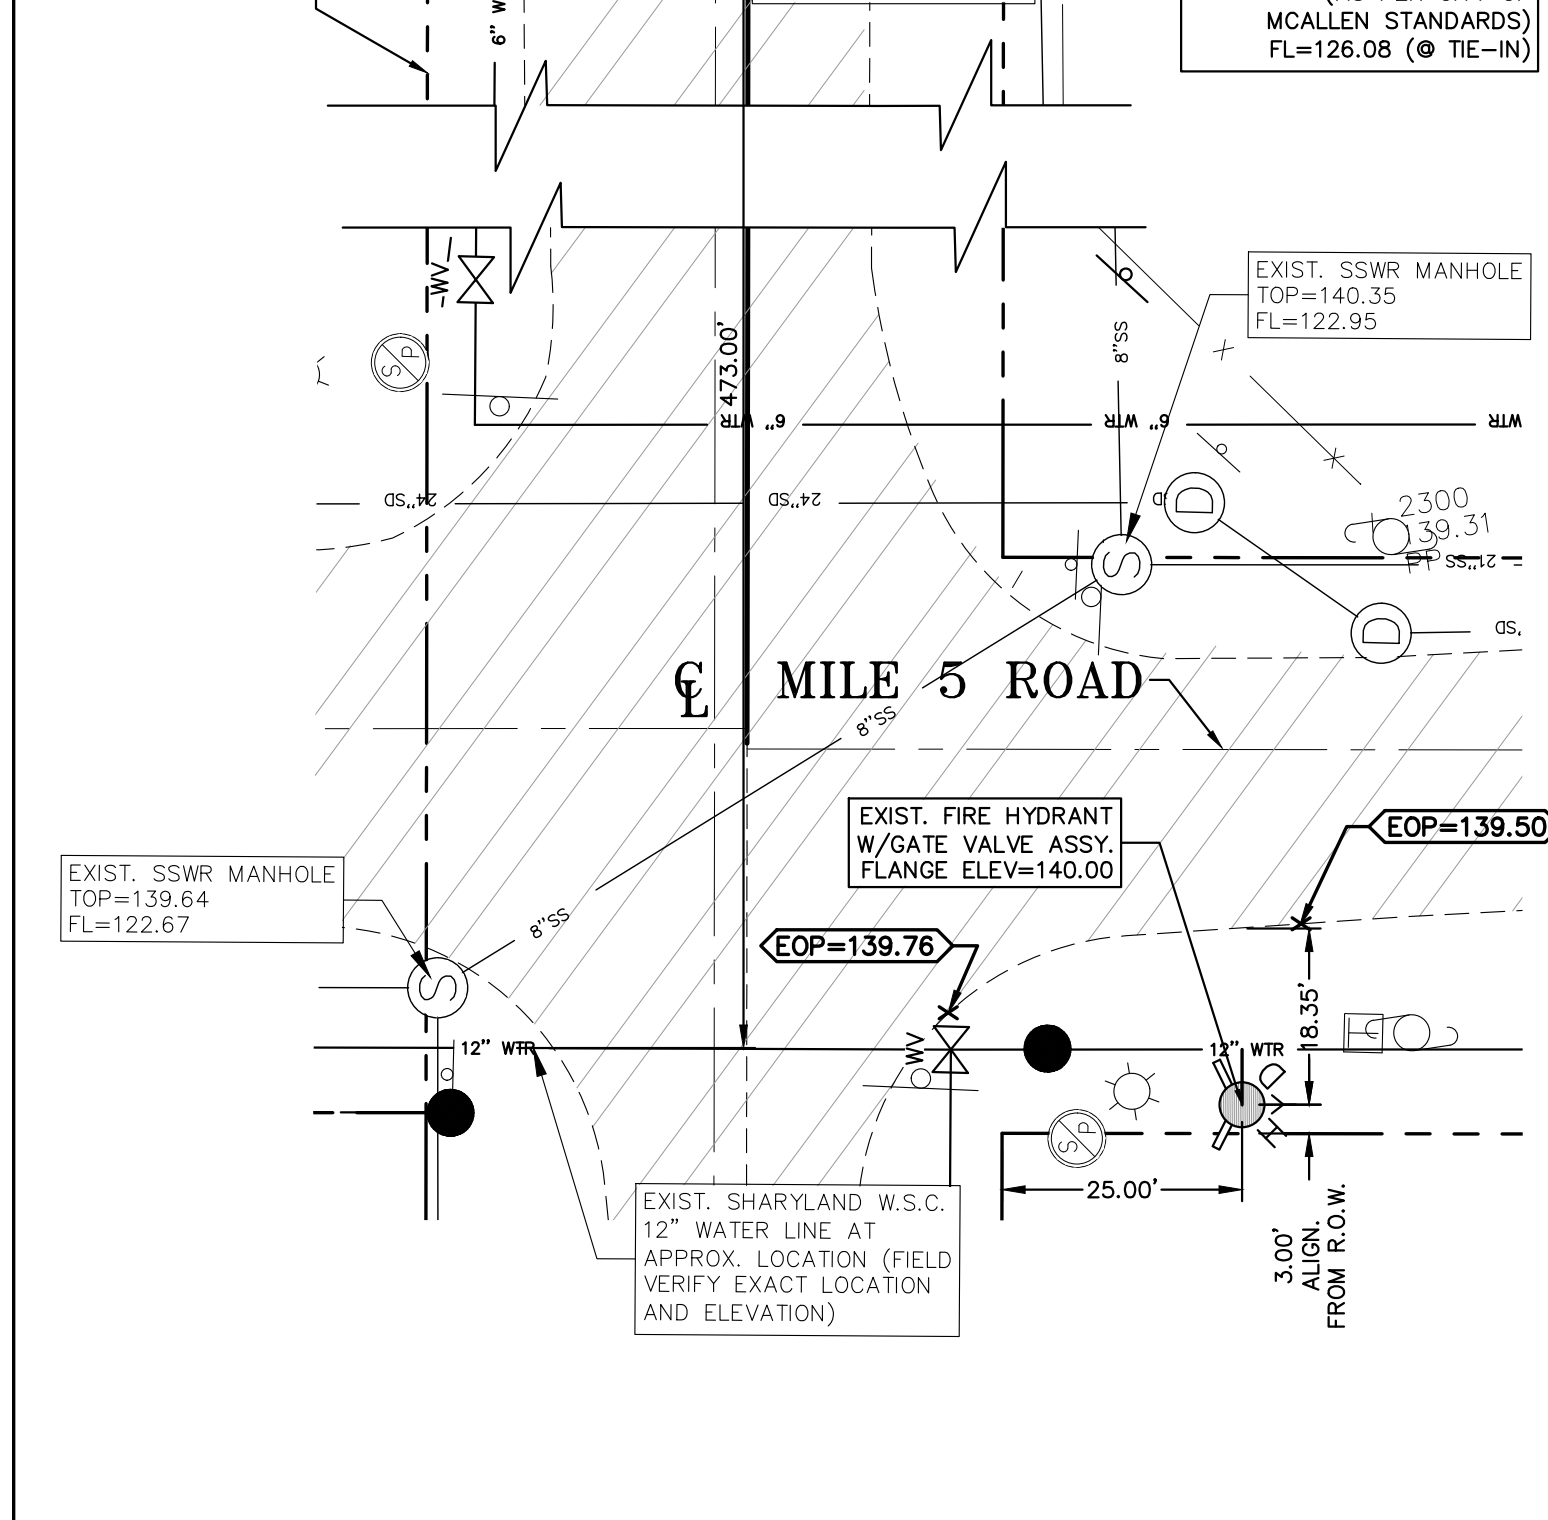 6" W
MCALLEN STANDARDS)
FL=126.08 (@ TIE-IN)
WV
S P
473.00'
8"SS
EXIST. SSWR MANHOLE
TOP=140.35
FL=122.95
6" WTR
6" WTR
WTR
24"SD
24"SD
D
S
2300
139.31
PP
21"SS
D
"SD
CL MILE 5 ROAD
8"SS
EXIST. FIRE HYDRANT
W/GATE VALVE ASSY.
FLANGE ELEV=140.00
EOP=139.50
EXIST. SSWR MANHOLE
TOP=139.64
FL=122.67
8"SS
EOP=139.76
S
18.35'
12" WTR
WV
12" WTR
T
HYD
S P
25.00'
3.00'
ALIGN.
FROM R.O.W.
EXIST. SHARYLAND W.S.C.
12" WATER LINE AT
APPROX. LOCATION (FIELD
VERIFY EXACT LOCATION
AND ELEVATION)